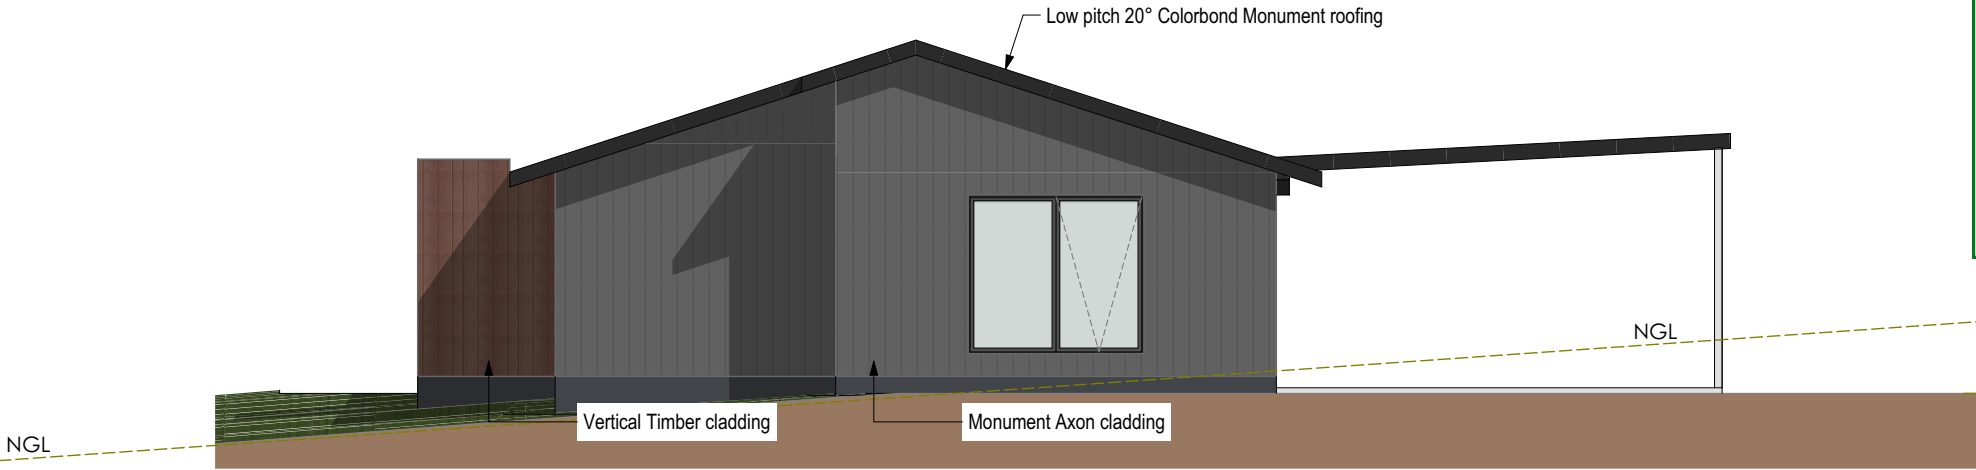 Low pitch 20° Colorbond Monument roofing
NGL
Vertical Timber cladding
Monument Axon cladding
NGL